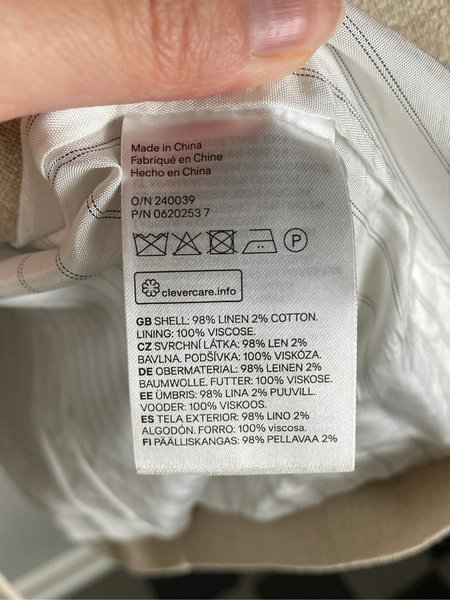 Made in China
Fabriqué en Chine
Hecho en China
O/N 240039
P/N 0620253 7
P
clevercare.info
GB SHELL: 98% LINEN 2% COTTON.
LINING: 100% VISCOSE.
CZ SVRCHNÍ LÁTKA: 98% LEN 2%
BAVLNA. PODŠÍVKA: 100% VISKÓZA.
DE OBERMATERIAL: 98% LEINEN 2%
BAUMWOLLE. FUTTER: 100% VISKOSE.
EE ÜMBRIS: 98% LINA 2% PUUVILL.
VOODER: 100% VISKOOS.
ES TELA EXTERIOR: 98% LINO 2%
ALGODÓN. FORRO: 100% viscosa.
FI PÄÄLLISKANGAS: 98% PELLAVAA 2%